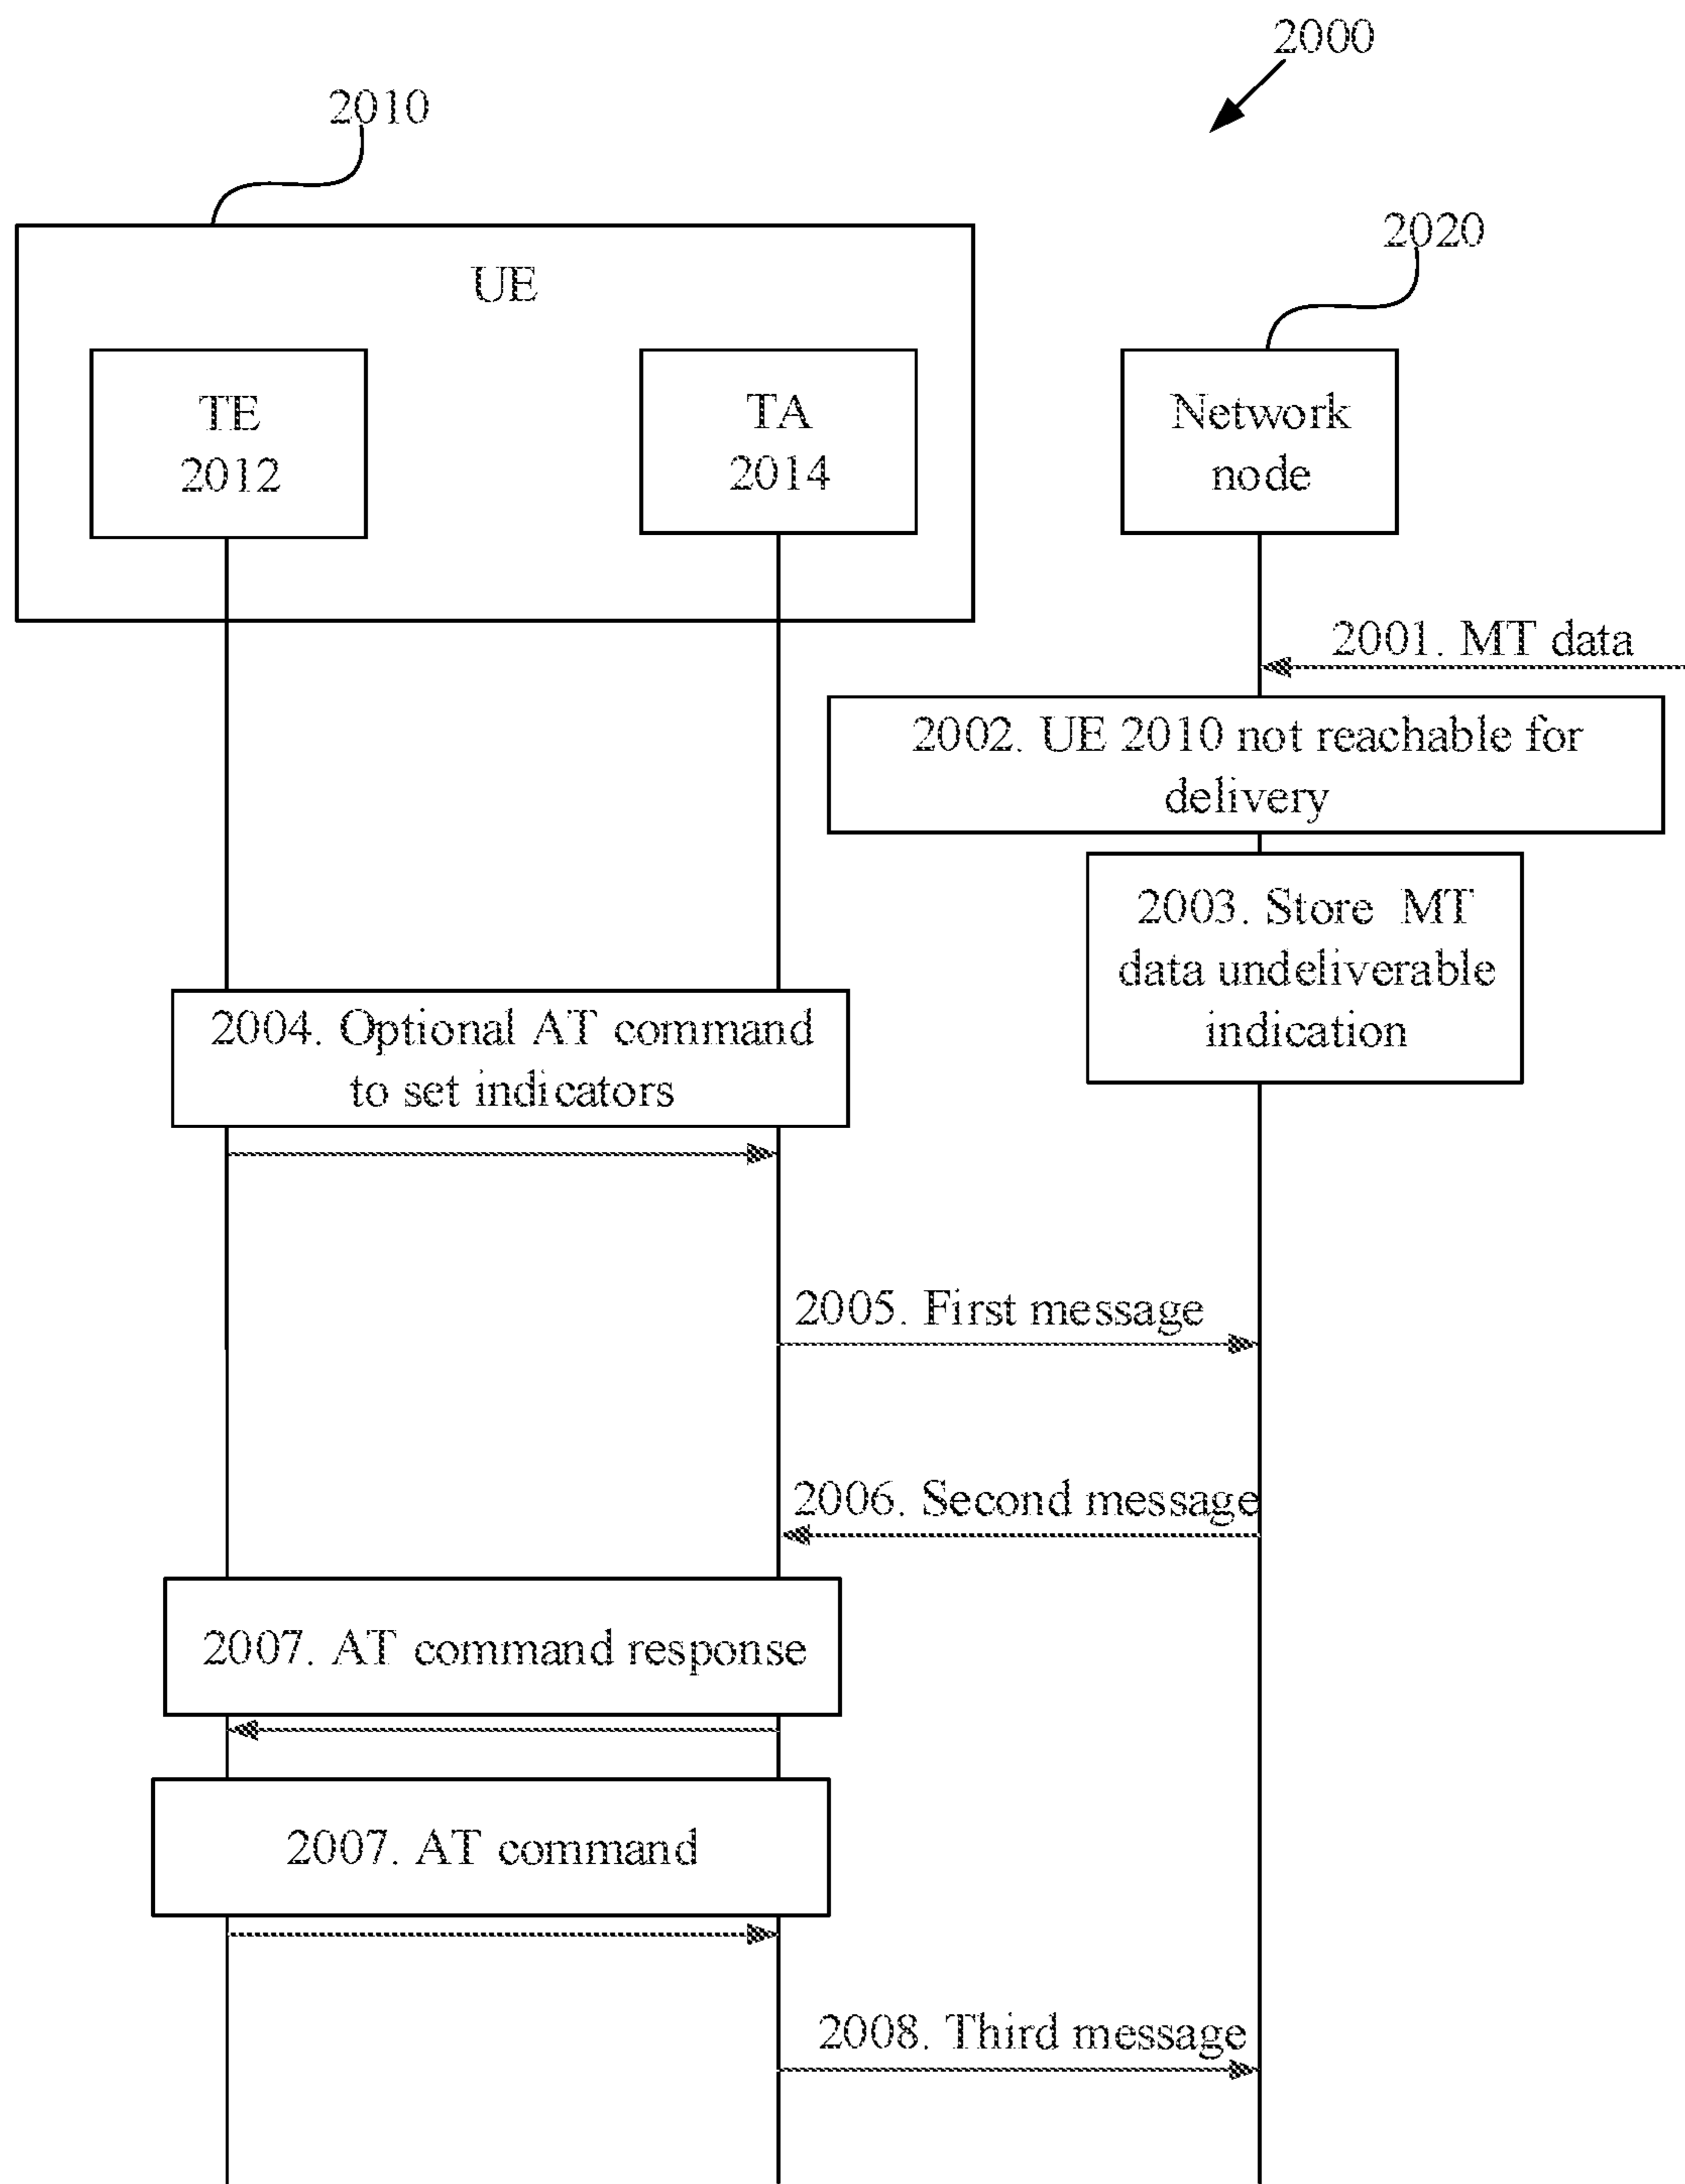 2000
2010
2020
UE
TE
2012
TA
2014
Network
node
2001. MT data
2002. UE 2010 not reachable for
delivery
2003. Store MT
data undeliverable
indication
2004. Optional AT command
to set indicators
2005. First message
2006. Second message
2007. AT command response
2007. AT command
2008. Third message